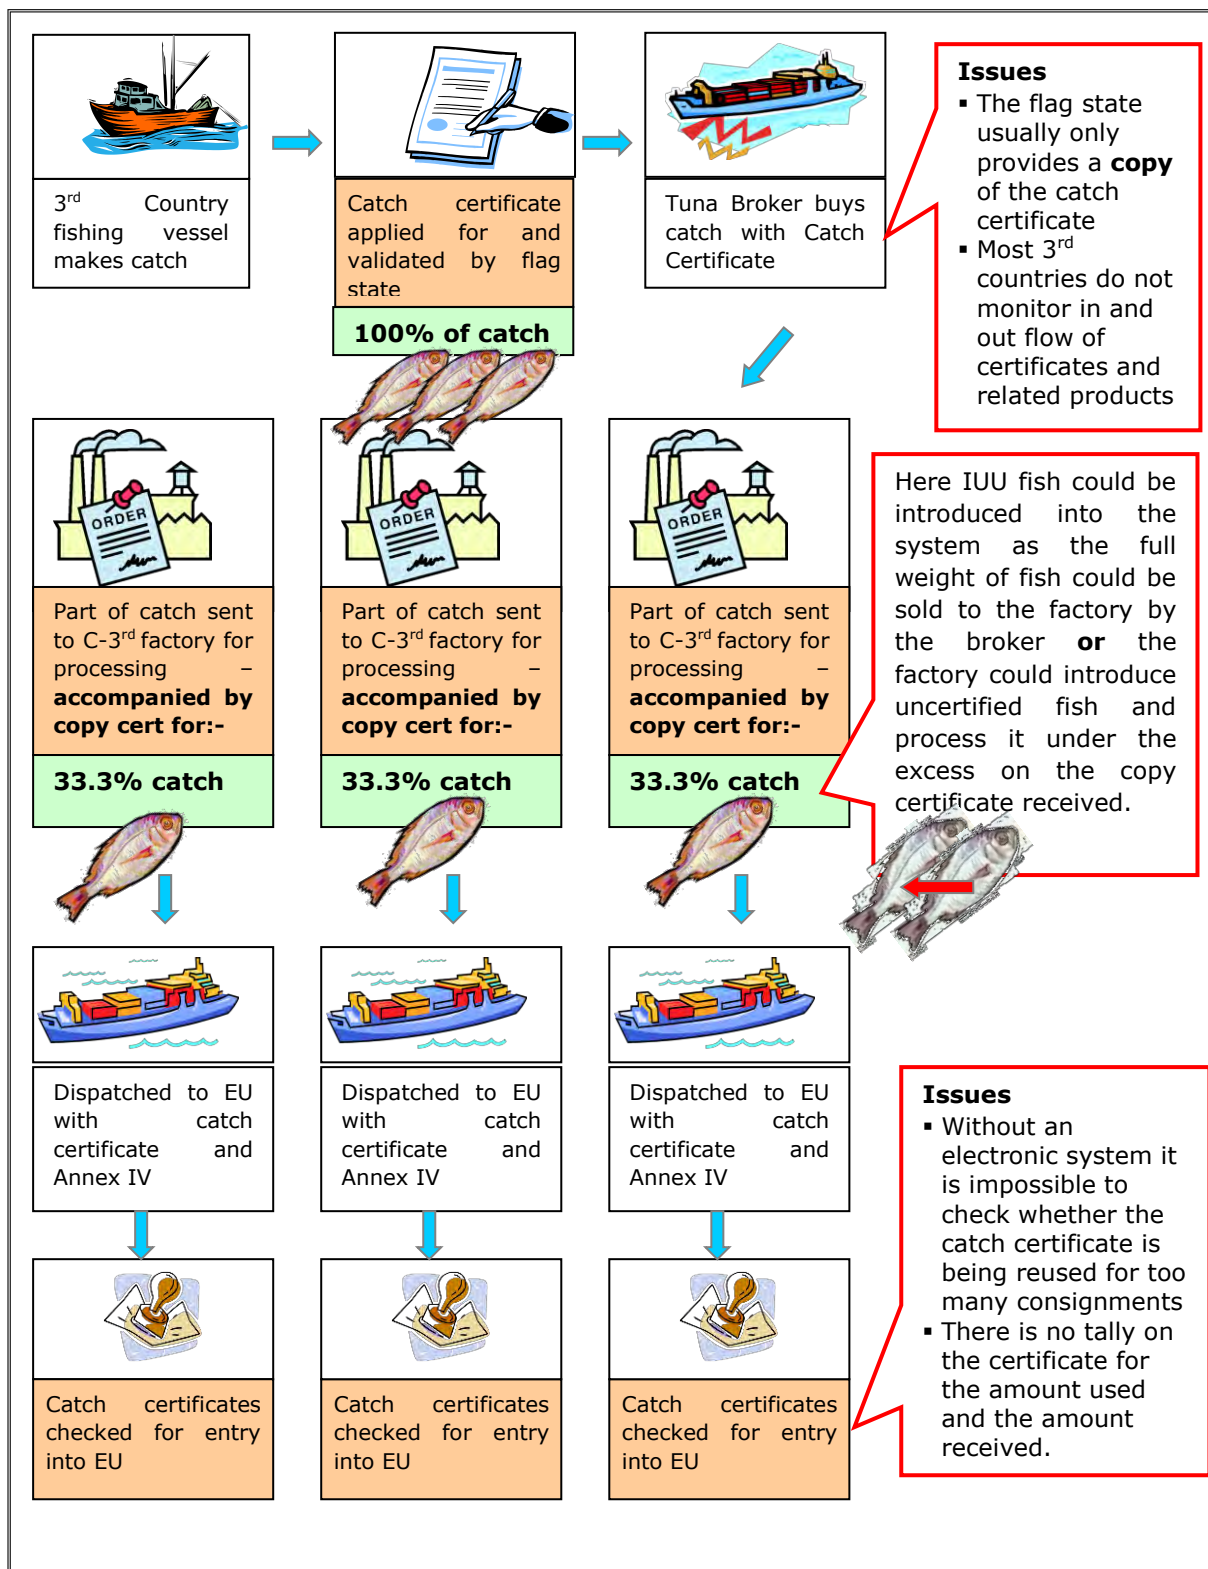 3rd Country
fishing vessel
makes catch
Catch certificate
applied for and
validated by flag
state
100% of catch
Tuna Broker buys
catch with Catch
Certificate
Issues
▪ The flag state
usually only
provides a copy
of the catch
certificate
▪ Most 3rd
countries do not
monitor in and
out flow of
certificates and
related products
ORDER
Part of catch sent
to C-3rd factory for
processing –
accompanied by
copy cert for:-
33.3% catch
ORDER
Part of catch sent
to C-3rd factory for
processing –
accompanied by
copy cert for:-
33.3% catch
ORDER
Part of catch sent
to C-3rd factory for
processing –
accompanied by
copy cert for:-
33.3% catch
Here IUU fish could be
introduced into the
system as the full
weight of fish could be
sold to the factory by
the broker or the
factory could introduce
uncertified fish and
process it under the
excess on the copy
certificate received.
Dispatched to EU
with catch
certificate and
Annex IV
Dispatched to EU
with catch
certificate and
Annex IV
Dispatched to EU
with catch
certificate and
Annex IV
Catch certificates
checked for entry
into EU
Catch certificates
checked for entry
into EU
Catch certificates
checked for entry
into EU
Issues
▪ Without an
electronic system it
is impossible to
check whether the
catch certificate is
being reused for too
many consignments
▪ There is no tally on
the certificate for
the amount used
and the amount
received.